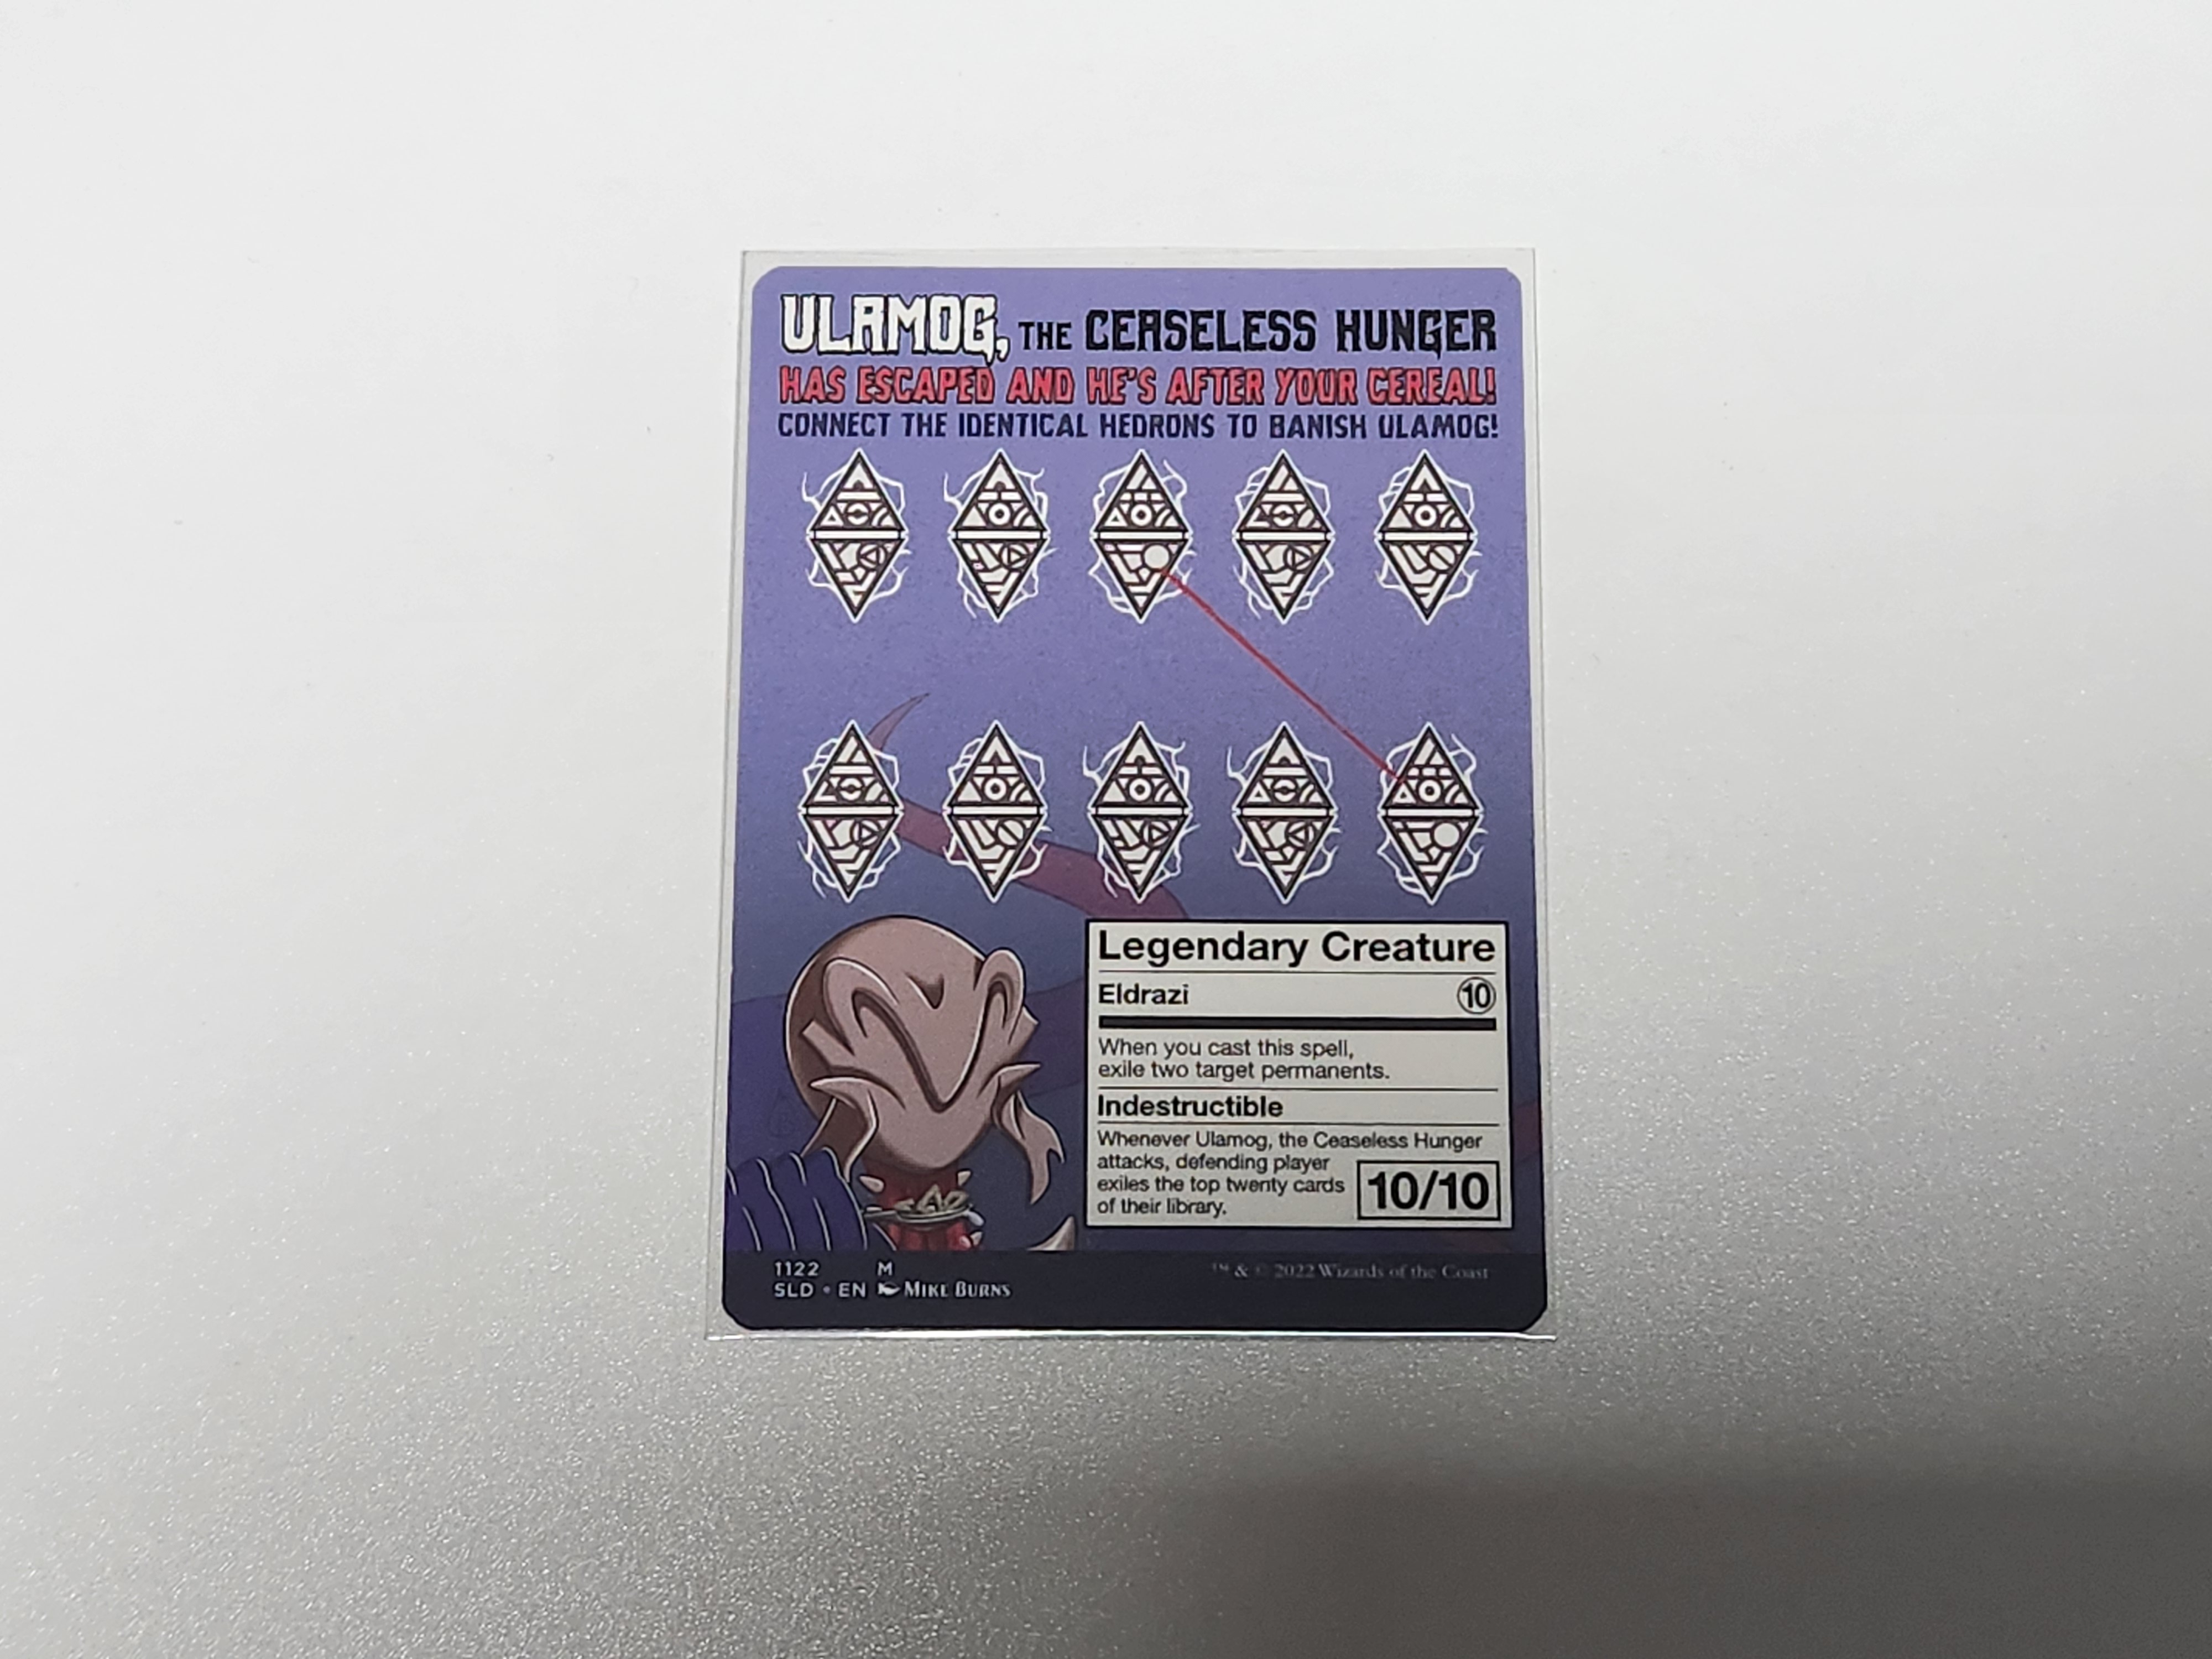 ULAMOG, THE CEASELESS HUNGER
HAS ESCAPED AND HE'S AFTER YOUR CEREAL!
CONNECT THE IDENTICAL HEDRONS TO BANISH ULAMOG!
Legendary Creature
Eldrazi 10
When you cast this spell,
exile two target permanents.
Indestructible
Whenever Ulamog, the Ceaseless Hunger
attacks, defending player
exiles the top twenty cards
of their library.
10/10
1122 M
SLD • EN MIKE BURNS
™ & © 2022 Wizards of the Coast